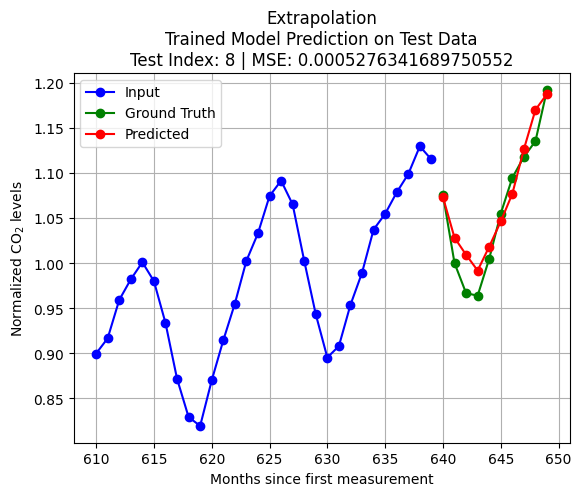 Extrapolation
Trained Model Prediction on Test Data
Test Index: 8 | MSE: 0.0005276341689750552
Input
Ground Truth
Predicted
1.20
1.15
1.10
1.05
1.00
0.95
0.90
0.85
Normalized CO₂ levels
610 615 620 625 630 635 640 645 650
Months since first measurement